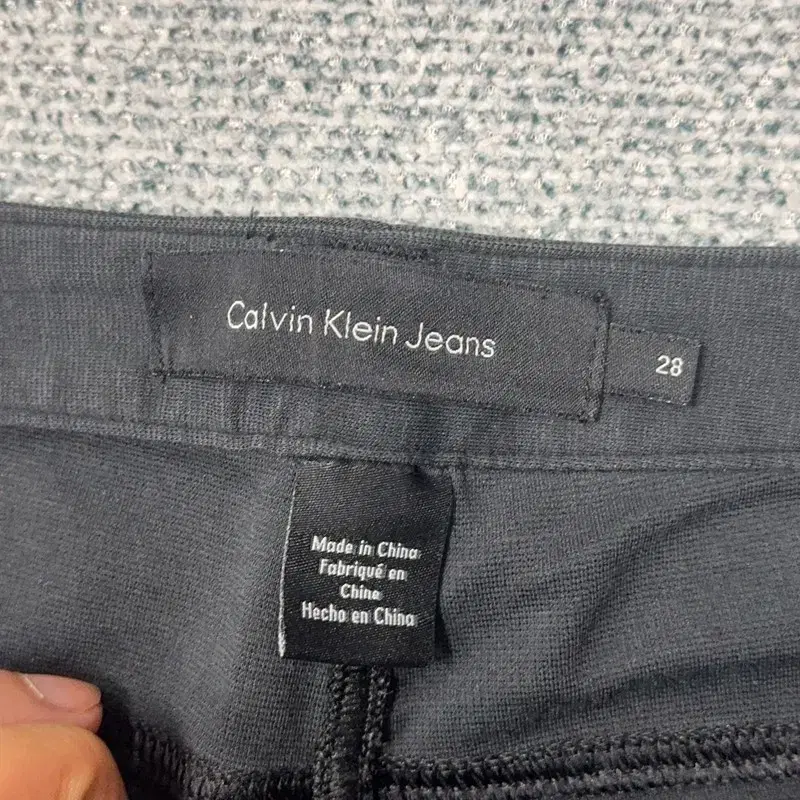 Calvin Klein Jeans
28
Made in China
Fabriqué en
Chine
Hecho en China